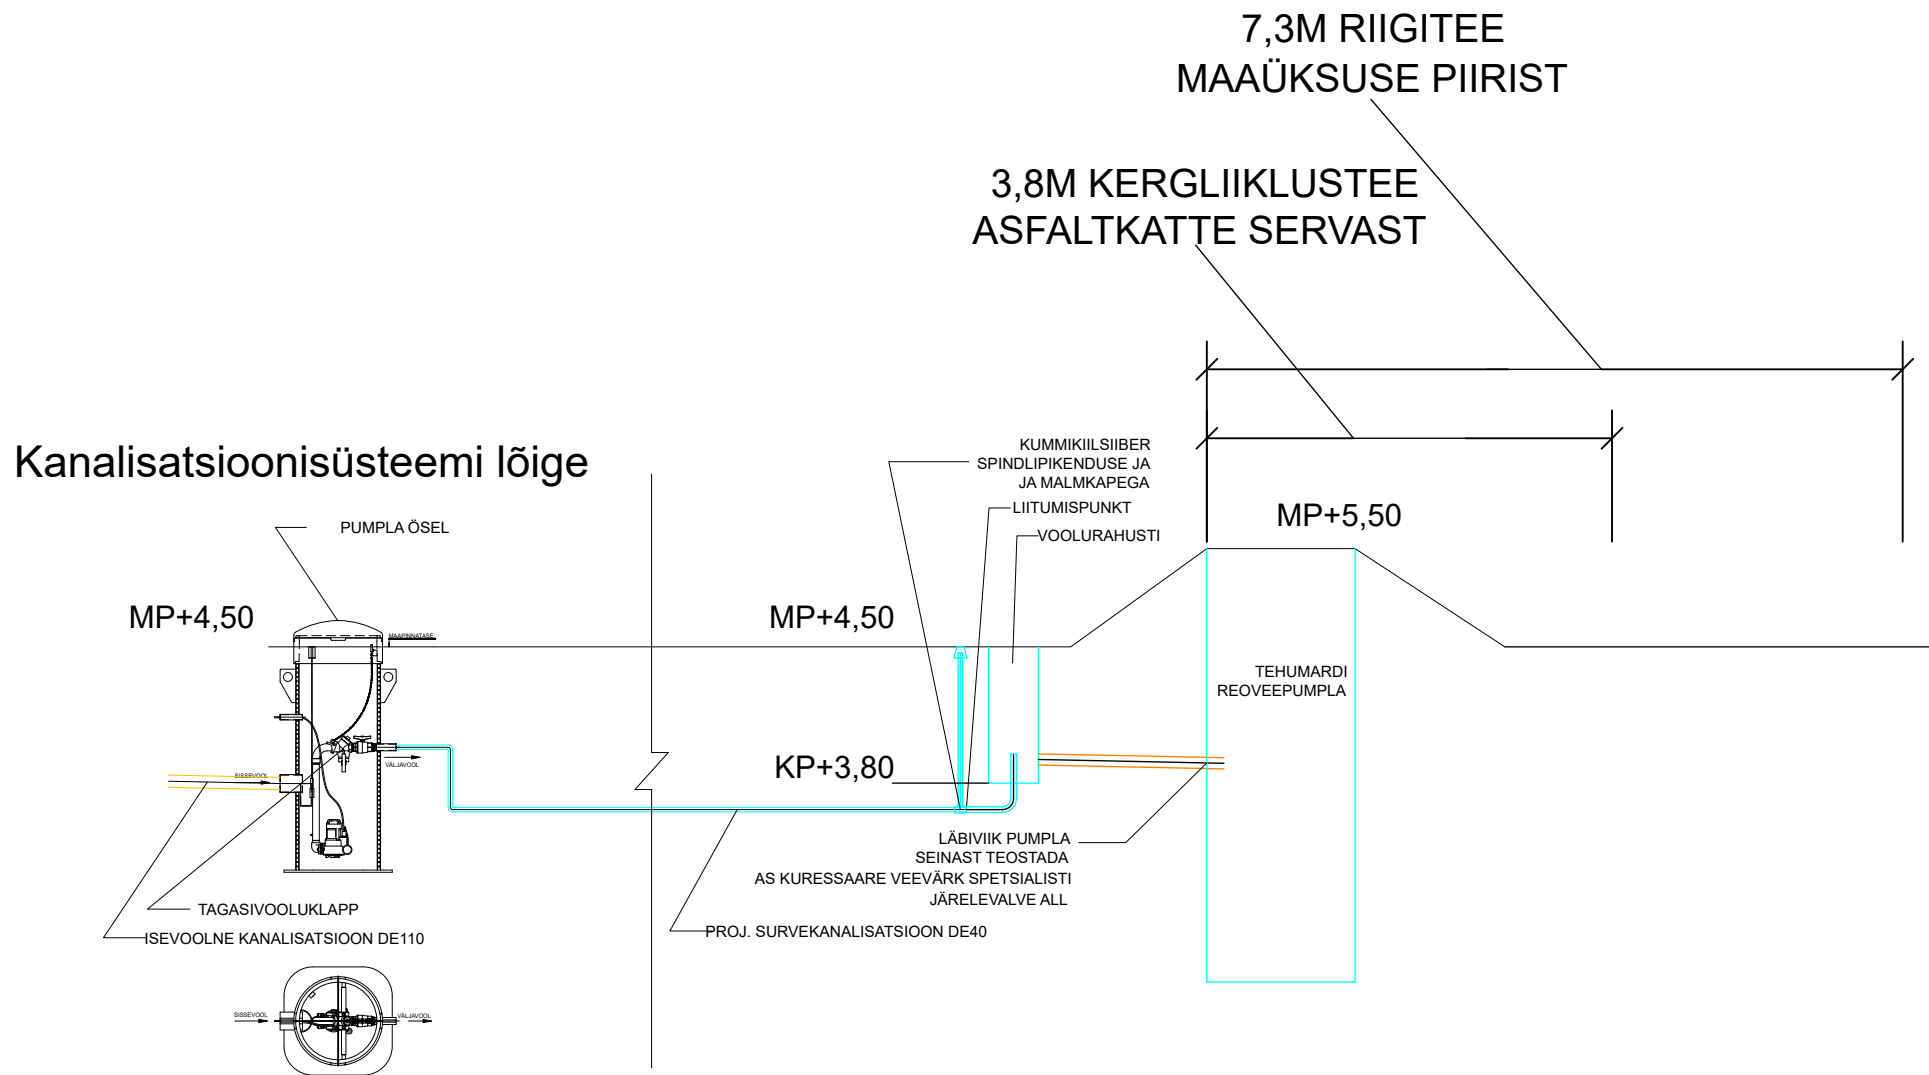 7,3M RIIGITEE
MAAÜKSUSE PIIRIST
3,8M KERGLIIKLUSTEE
ASFALTKATTE SERVAST
Kanalisatsioonisüsteemi lõige
KUMMIKIILSIIBER
SPINDLIPIKENDUSE JA
JA MALMKAPEGA
LIITUMISPUNKT
VOOLURAHUSTI
PUMPLA ÖSEL
MP+5,50
MP+4,50
MAAPINNATASE
MP+4,50
TEHUMARDI
REOVEEPUMPLA
SISSEVOOL
VÄLJAVOOL
KP+3,80
LÄBIVIIK PUMPLA
SEINAST TEOSTADA
AS KURESSAARE VEEVÄRK SPETSIALISTI
JÄRELEVALVE ALL
TAGASIVOOLUKLAPP
ISEVOOLNE KANALISATSIOON DE110
PROJ. SURVEKANALISATSIOON DE40
SISSEVOOL
VÄLJAVOOL